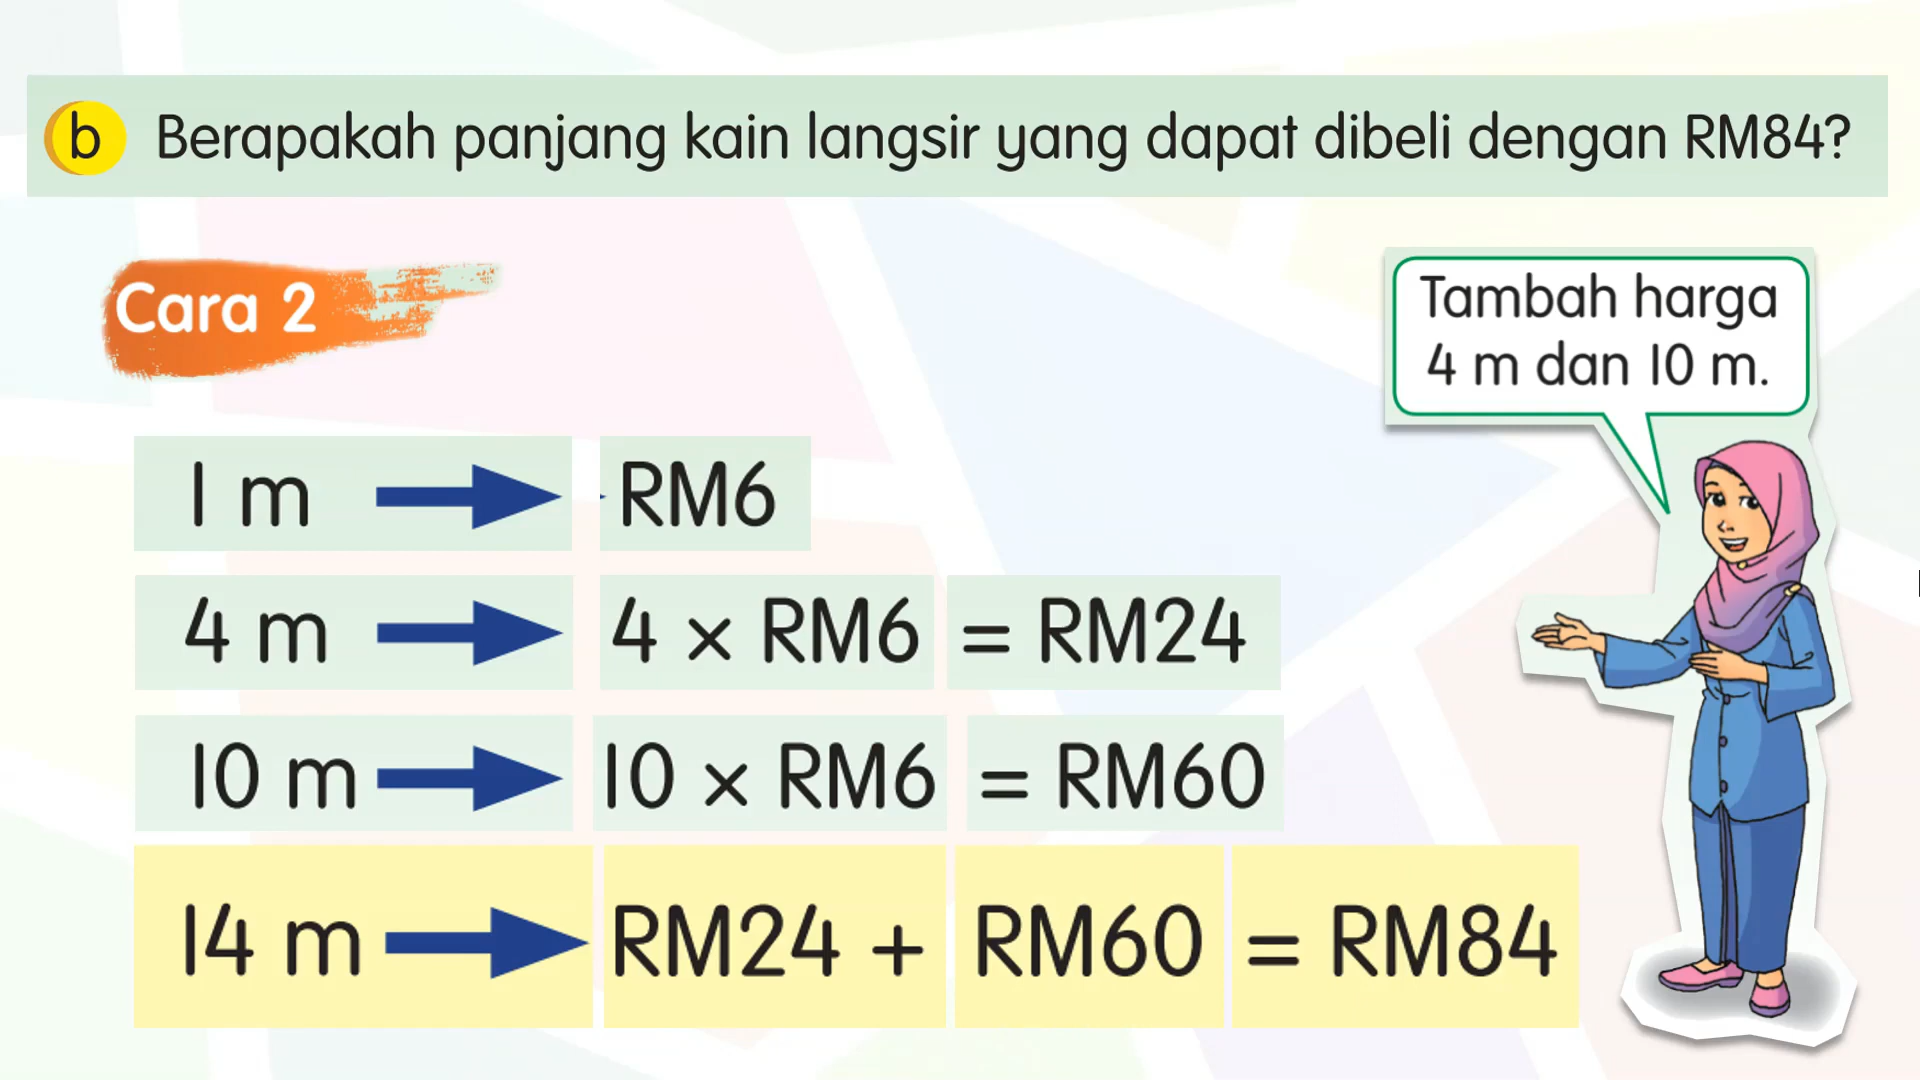 b Berapakah panjang kain langsir yang dapat dibeli dengan RM84?
Cara 2
Tambah harga
4 m dan 10 m.
1 m RM6
4 m 4 × RM6 = RM24
10 m 10 × RM6 = RM60
14 m RM24 + RM60 = RM84